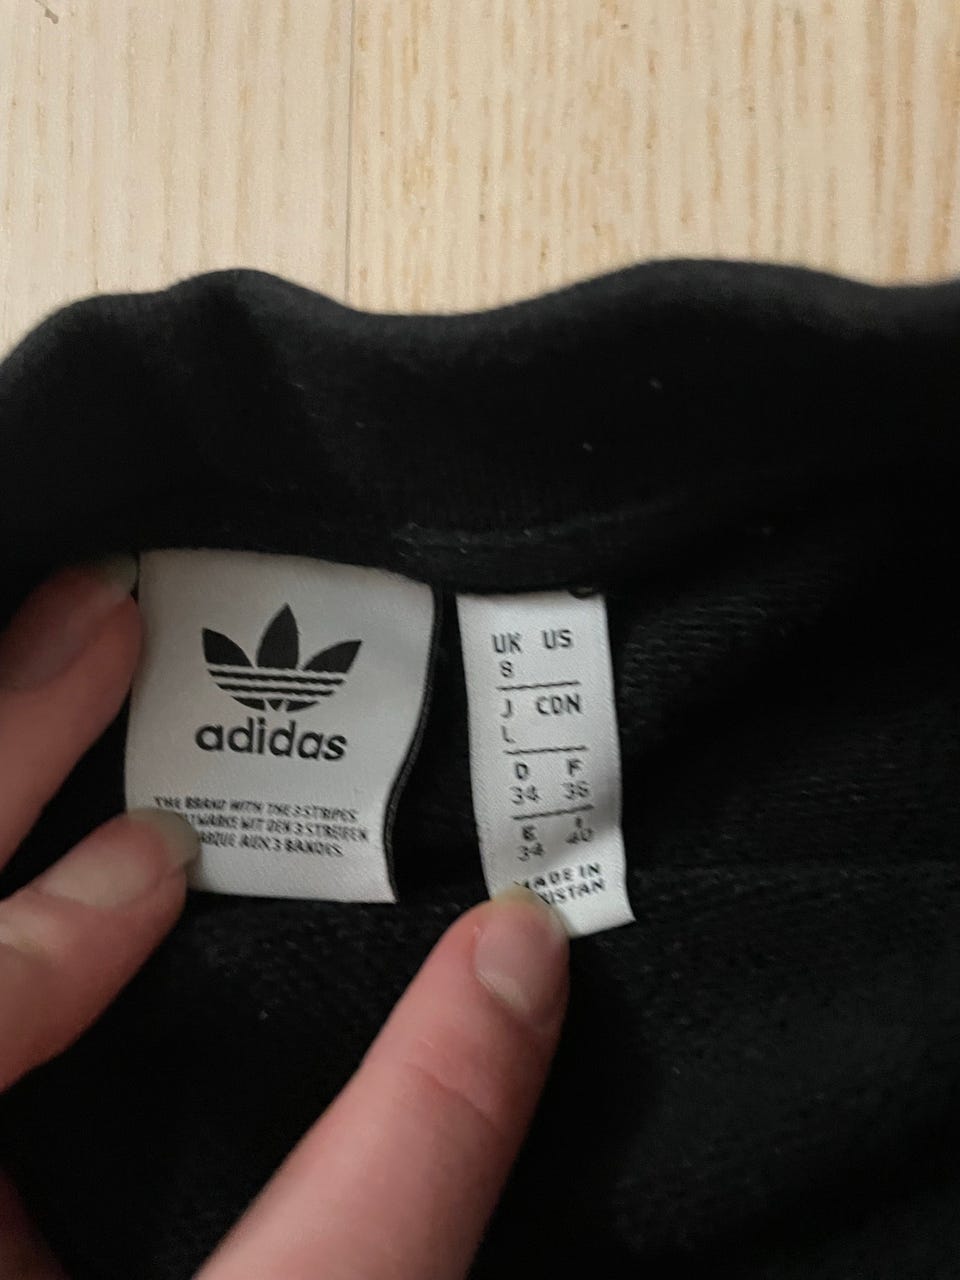 adidas
THE BRAND WITH THE 3 STRIPES
MIT DEN 3 STREIFEN
AUX 3 BANDES
UK US
8
J CDN
L
D F
34 36
E I
34 40
MADE IN